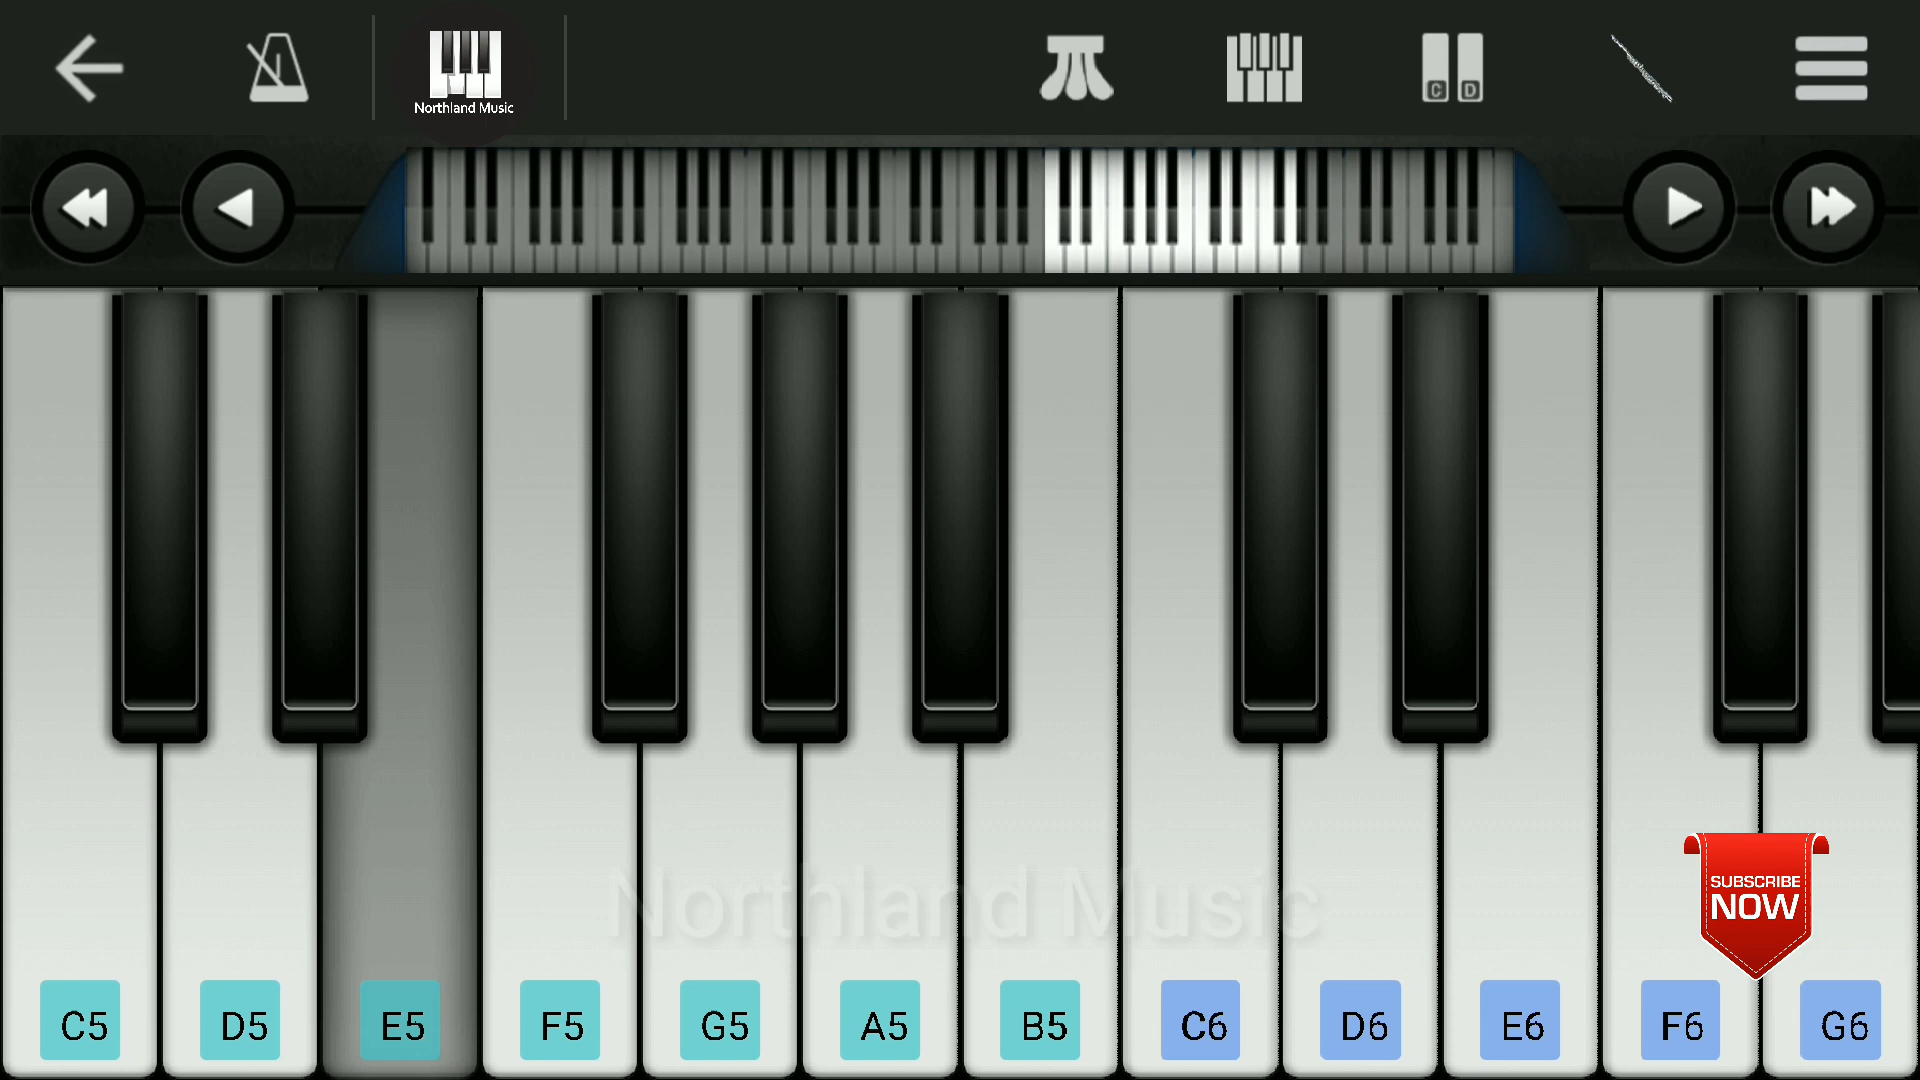 Northland Music
C D
Northland Music
SUBSCRIBE
NOW
C5 D5 E5 F5 G5 A5 B5 C6 D6 E6 F6 G6